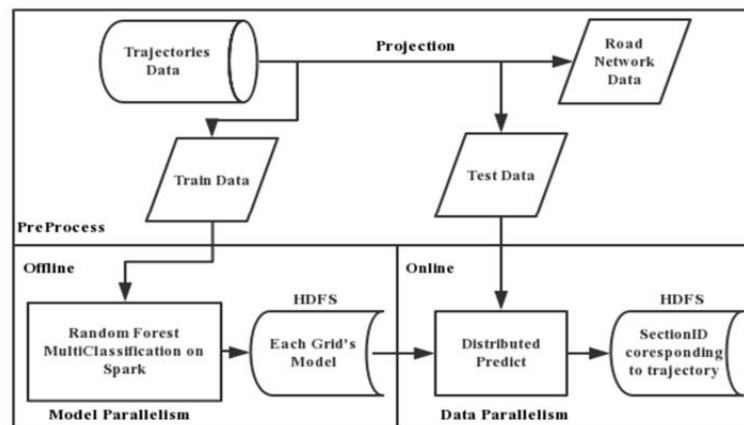 Trajectories
Data
Projection
Road
Network
Data
Train Data
Test Data
PreProcess
Offline
Online
HDFS
HDFS
Random Forest
MultiClassification on
Spark
Each Grid's
Model
Distributed
Predict
SectionID
coresponding
to trajectory
Model Parallelism
Data Parallelism